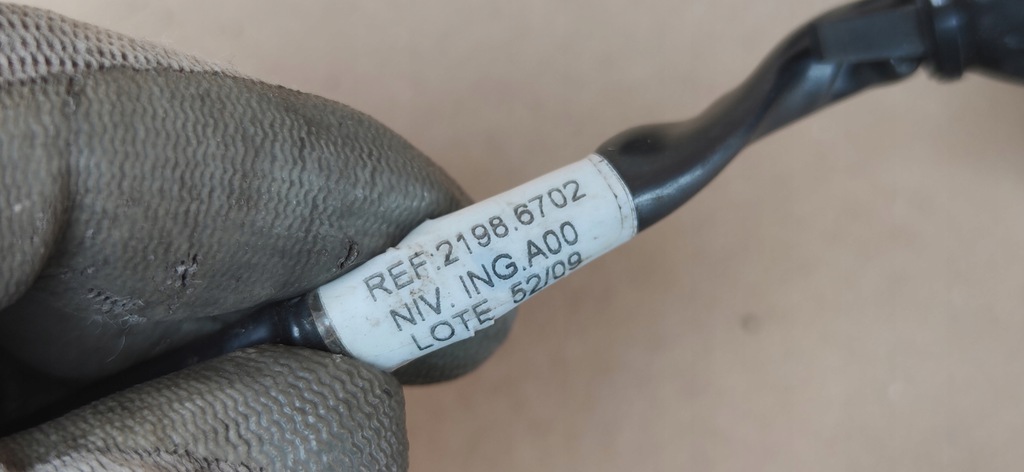 REF.:2198.6702
NIV. ING.A00
LOTE 52/09